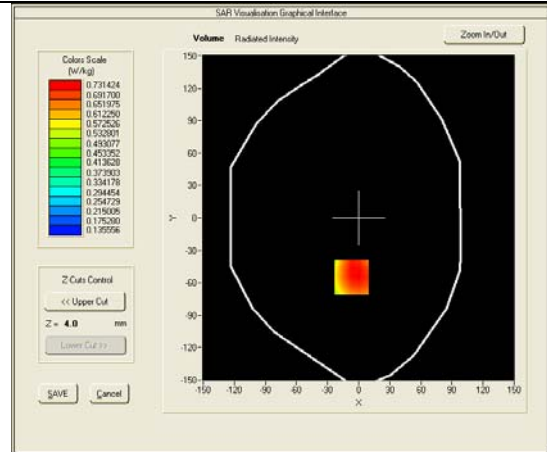 SAR Visualisation Graphical Interface
Volume Radiated Intensity
Zoom In/Out
Colors Scale
(W/kg)
0.731424
0.691700
0.651975
0.612250
0.572526
0.532801
0.493077
0.453352
0.413628
0.373903
0.334178
0.294454
0.254729
0.215005
0.175280
0.135556
Z Cuts Control
<< Upper Cut
Z = 4.0 mm
Lower Cut >>
SAVE Cancel
150
120
90
60
30
0
-30
-60
-90
-120
-150
Y
-150 -120 -90 -60 -30 0 30 60 90 120 150
X